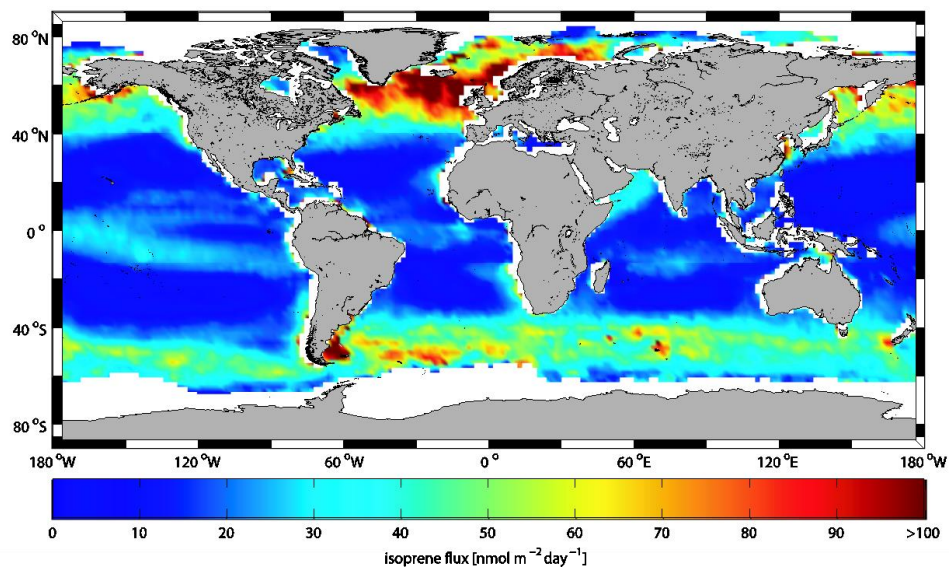 80 °N
40 °N
0 °
40 °S
80 °S
180 °W 120 °W 60 °W 0 ° 60 °E 120 °E 180 °W
0 10 20 30 40 50 60 70 80 90 >100
isoprene flux [nmol m⁻² day⁻¹]